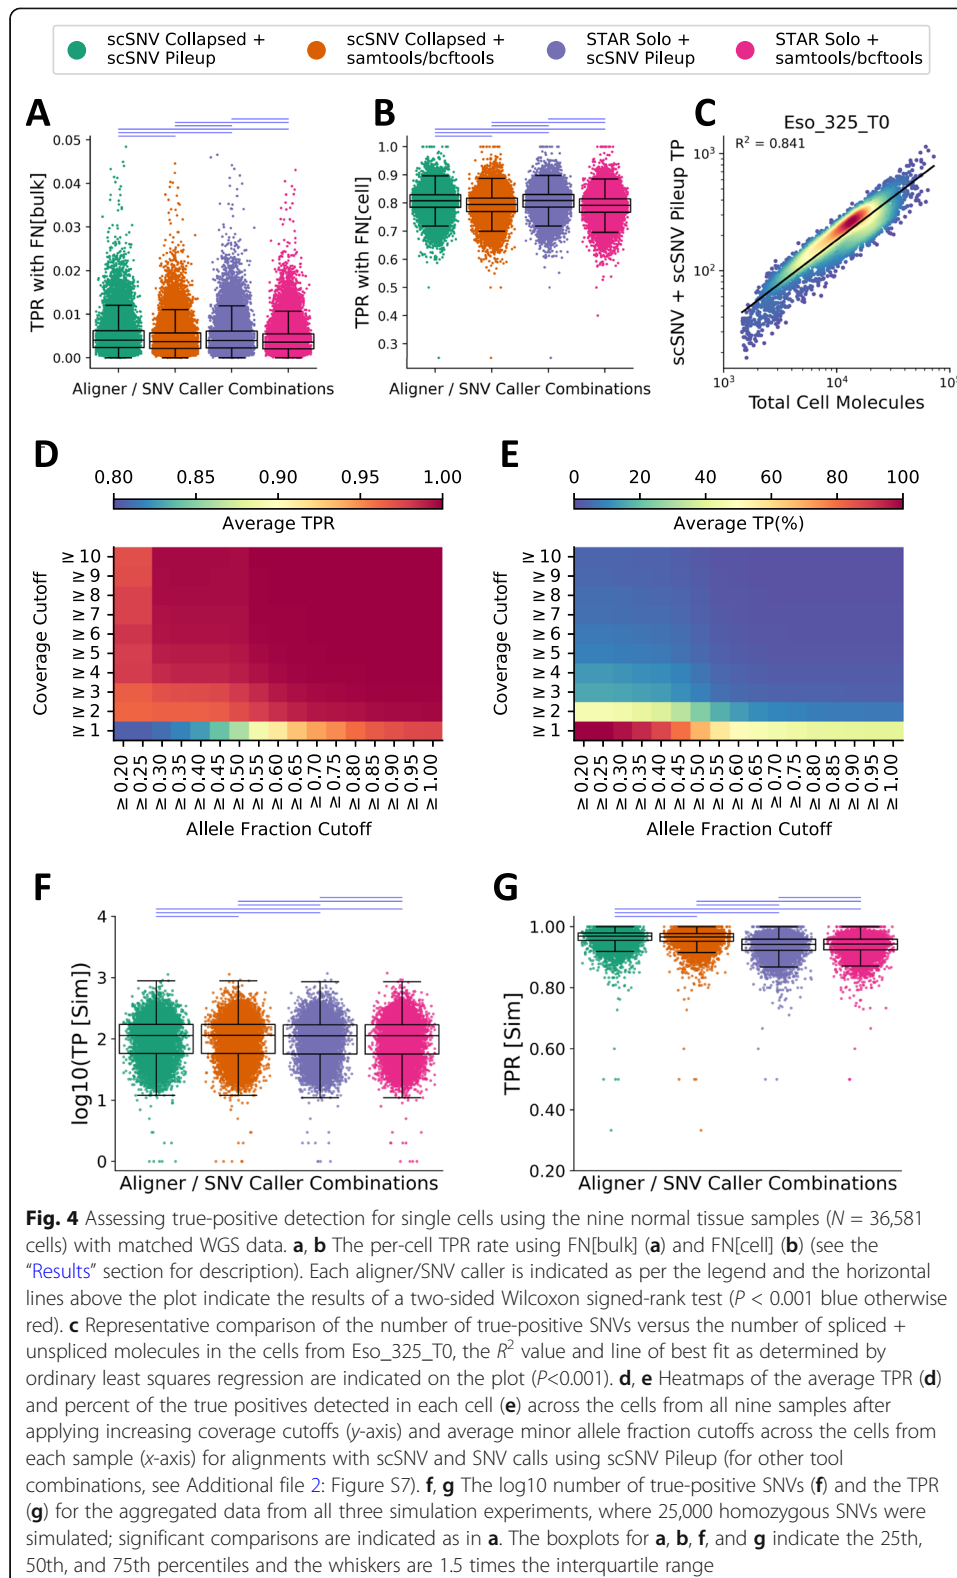 scSNV Collapsed +
scSNV Pileup
scSNV Collapsed +
samtools/bcftools
STAR Solo +
scSNV Pileup
STAR Solo +
samtools/bcftools
A
TPR with FN[bulk]
0.05
0.04
0.03
0.02
0.01
0.00
Aligner / SNV Caller Combinations
B
TPR with FN[cell]
1.0
0.9
0.8
0.7
0.6
0.5
0.4
0.3
Aligner / SNV Caller Combinations
C
Eso_325_T0
R² = 0.841
scSNV + scSNV Pileup TP
10³
10²
10³
10⁴
10⁵
Total Cell Molecules
D
0.80 0.85 0.90 0.95 1.00
Average TPR
Coverage Cutoff
≥ 10
≥ 9
≥ 8
≥ 7
≥ 6
≥ 5
≥ 4
≥ 3
≥ 2
≥ 1
≥ 0.20
≥ 0.25
≥ 0.30
≥ 0.35
≥ 0.40
≥ 0.45
≥ 0.50
≥ 0.55
≥ 0.60
≥ 0.65
≥ 0.70
≥ 0.75
≥ 0.80
≥ 0.85
≥ 0.90
≥ 0.95
≥ 1.00
Allele Fraction Cutoff
E
0 20 40 60 80 100
Average TP(%)
Coverage Cutoff
≥ 10
≥ 9
≥ 8
≥ 7
≥ 6
≥ 5
≥ 4
≥ 3
≥ 2
≥ 1
≥ 0.20
≥ 0.25
≥ 0.30
≥ 0.35
≥ 0.40
≥ 0.45
≥ 0.50
≥ 0.55
≥ 0.60
≥ 0.65
≥ 0.70
≥ 0.75
≥ 0.80
≥ 0.85
≥ 0.90
≥ 0.95
≥ 1.00
Allele Fraction Cutoff
F
log10(TP [Sim])
4
3
2
1
0
Aligner / SNV Caller Combinations
G
TPR [Sim]
1.00
0.80
0.60
0.40
0.20
Aligner / SNV Caller Combinations
Fig. 4 Assessing true-positive detection for single cells using the nine normal tissue samples (N = 36,581
cells) with matched WGS data. a, b The per-cell TPR rate using FN[bulk] (a) and FN[cell] (b) (see the
"Results" section for description). Each aligner/SNV caller is indicated as per the legend and the horizontal
lines above the plot indicate the results of a two-sided Wilcoxon signed-rank test (P < 0.001 blue otherwise
red). c Representative comparison of the number of true-positive SNVs versus the number of spliced +
unspliced molecules in the cells from Eso_325_T0, the R² value and line of best fit as determined by
ordinary least squares regression are indicated on the plot (P<0.001). d, e Heatmaps of the average TPR (d)
and percent of the true positives detected in each cell (e) across the cells from all nine samples after
applying increasing coverage cutoffs (y-axis) and average minor allele fraction cutoffs across the cells from
each sample (x-axis) for alignments with scSNV and SNV calls using scSNV Pileup (for other tool
combinations, see Additional file 2: Figure S7). f, g The log10 number of true-positive SNVs (f) and the TPR
(g) for the aggregated data from all three simulation experiments, where 25,000 homozygous SNVs were
simulated; significant comparisons are indicated as in a. The boxplots for a, b, f, and g indicate the 25th,
50th, and 75th percentiles and the whiskers are 1.5 times the interquartile range